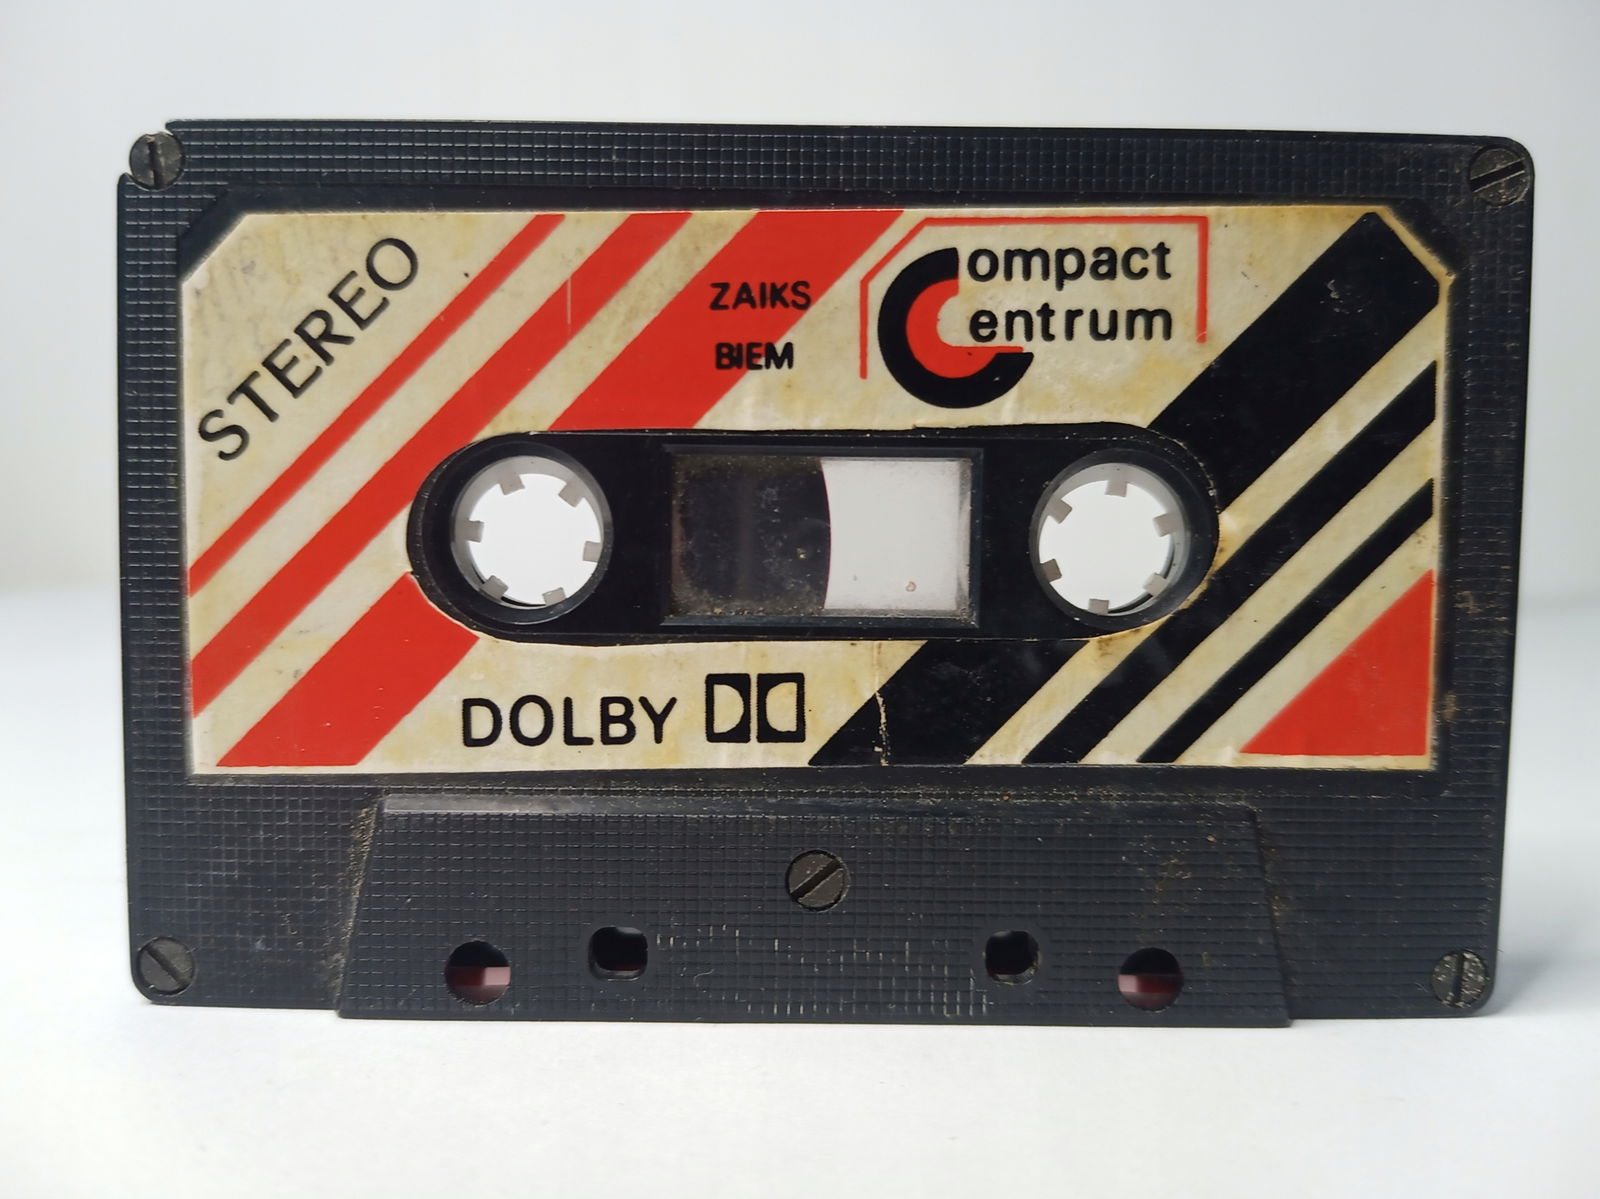 STEREO
ZAIKS
BIEM
Compact
Centrum
DOLBY